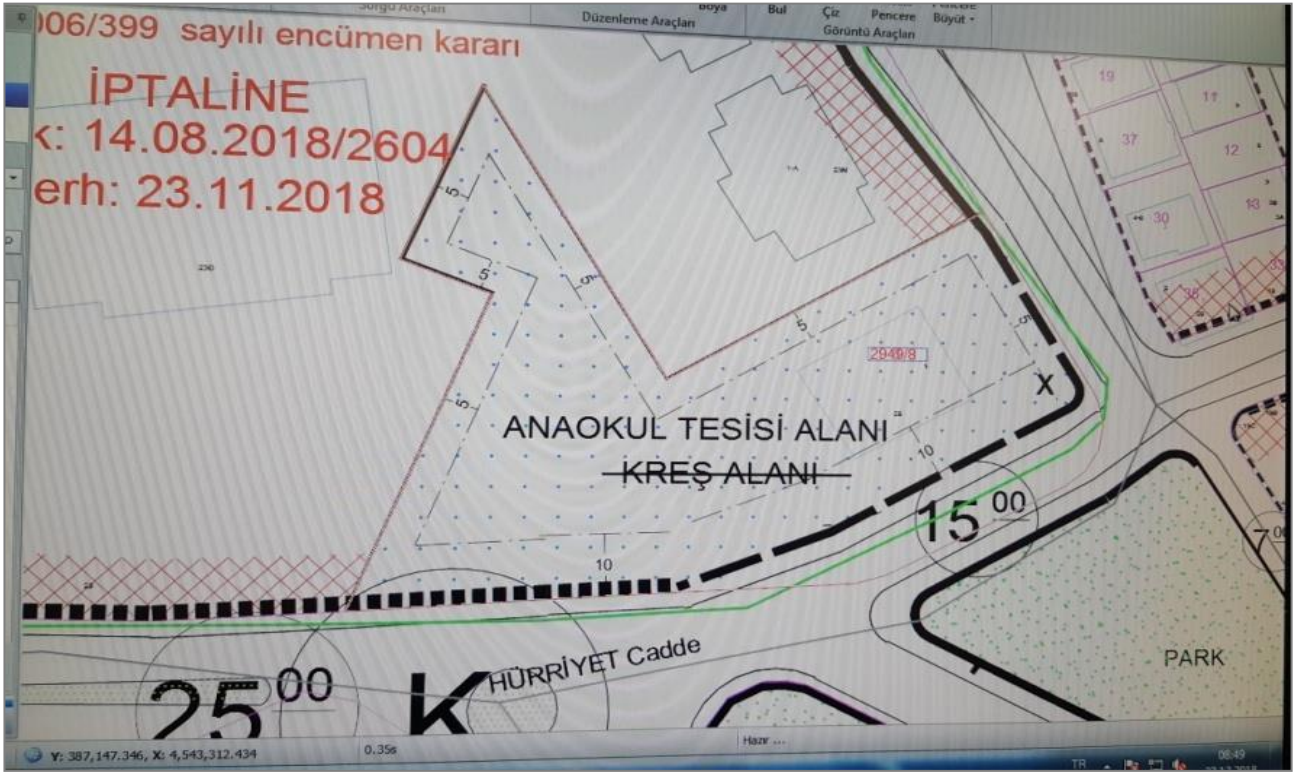 Sorgu Araçları
Düzenleme Araçları
Boya
Bul
Çiz
Pencere
Pencere
Büyüt
Görüntü Araçları
006/399 sayılı encümen kararı
İPTALİNE
k: 14.08.2018/2604
erh: 23.11.2018
19
11
37
12
30
13
38
33
5
5
5
5
5
5
2949/8
X
ANAOKUL TESİSİ ALANI
KREŞ ALANI
10
10
15 00
7 00
25 00
K
HÜRRİYET Cadde
PARK
Y: 387,147.346, X: 4,543,312.434
0.35s
Hazır ...
TR
08:49